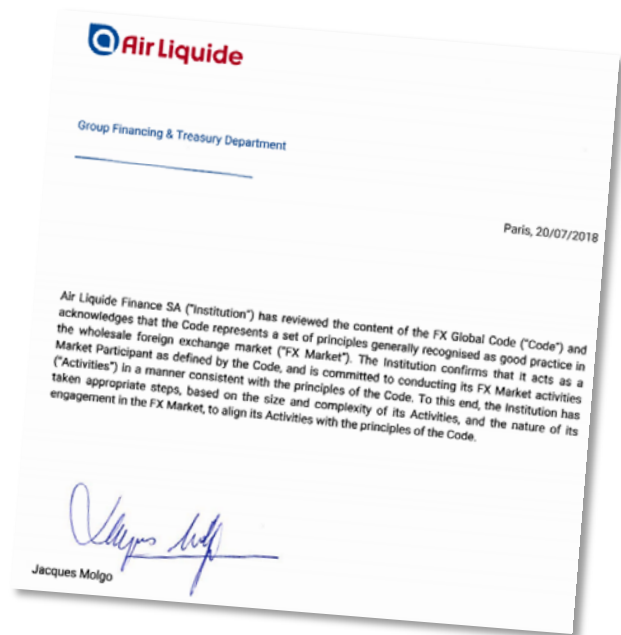 Air Liquide
Group Financing & Treasury Department
Paris, 20/07/2018
Air Liquide Finance SA ("Institution") has reviewed the content of the FX Global Code ("Code") and
acknowledges that the Code represents a set of principles generally recognised as good practice in
the wholesale foreign exchange market ("FX Market"). The Institution confirms that it acts as a
Market Participant as defined by the Code, and is committed to conducting its FX Market activities
("Activities") in a manner consistent with the principles of the Code. To this end, the Institution has
taken appropriate steps, based on the size and complexity of its Activities, and the nature of its
engagement in the FX Market, to align its Activities with the principles of the Code.
Jacques Molgo